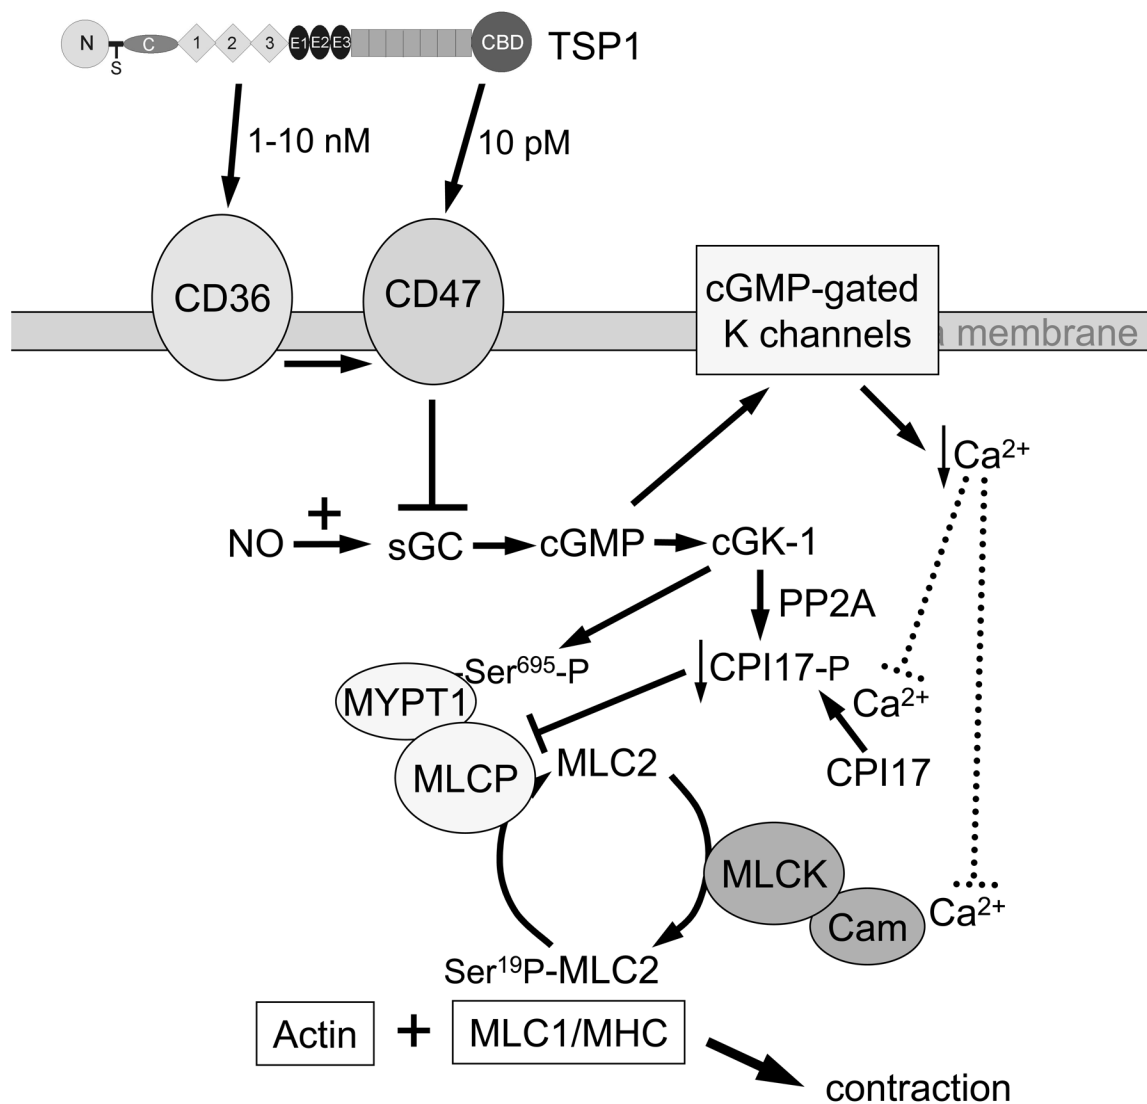 N
S
C
1
2
3
E1
E2
E3
CBD
TSP1
1-10 nM
10 pM
CD36
CD47
cGMP-gated
K channels
membrane
Ca²⁺
+
NO
sGC
cGMP
cGK-1
PP2A
-Ser⁶⁹⁵-P
CPI17-P
MYPT1
Ca²⁺
MLCP
MLC2
CPI17
MLCK
Cam
Ca²⁺
Ser¹⁹P-MLC2
Actin + MLC1/MHC
contraction